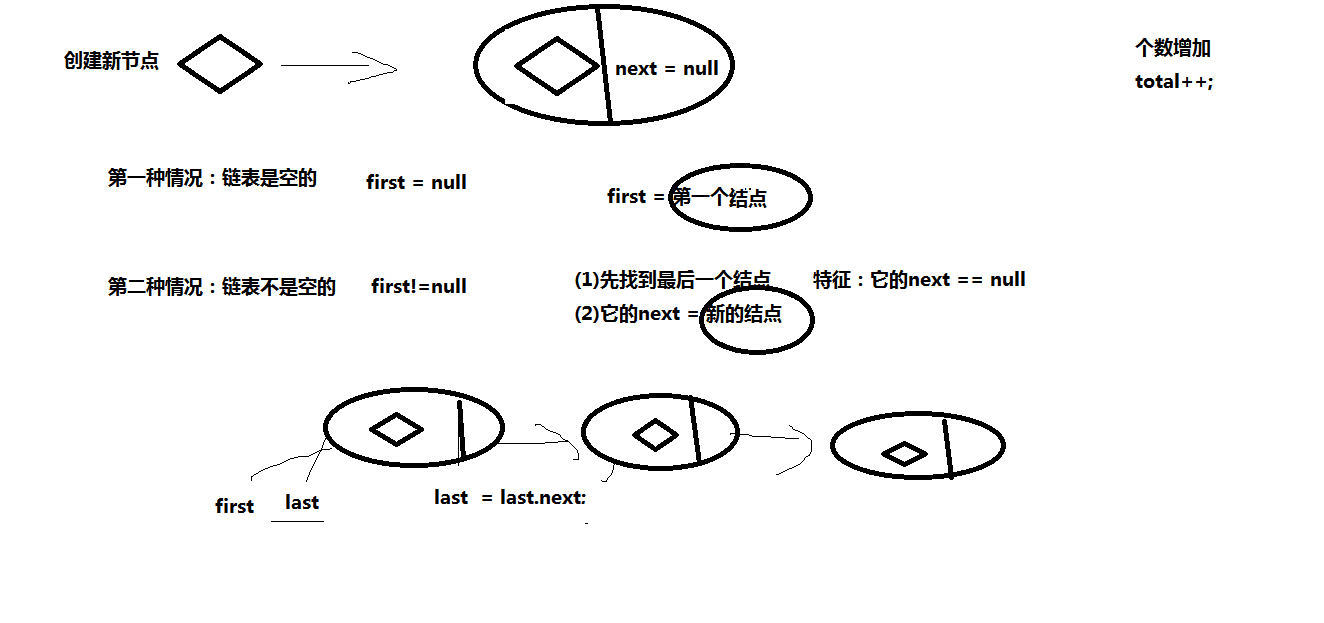 创建新节点
next = null
个数增加
total++;
第一种情况：链表是空的
first = null
first = 第一个结点
第二种情况：链表不是空的
first!=null
(1)先找到最后一个结点
特征：它的next == null
(2)它的next = 新的结点
first
last
last = last.next;